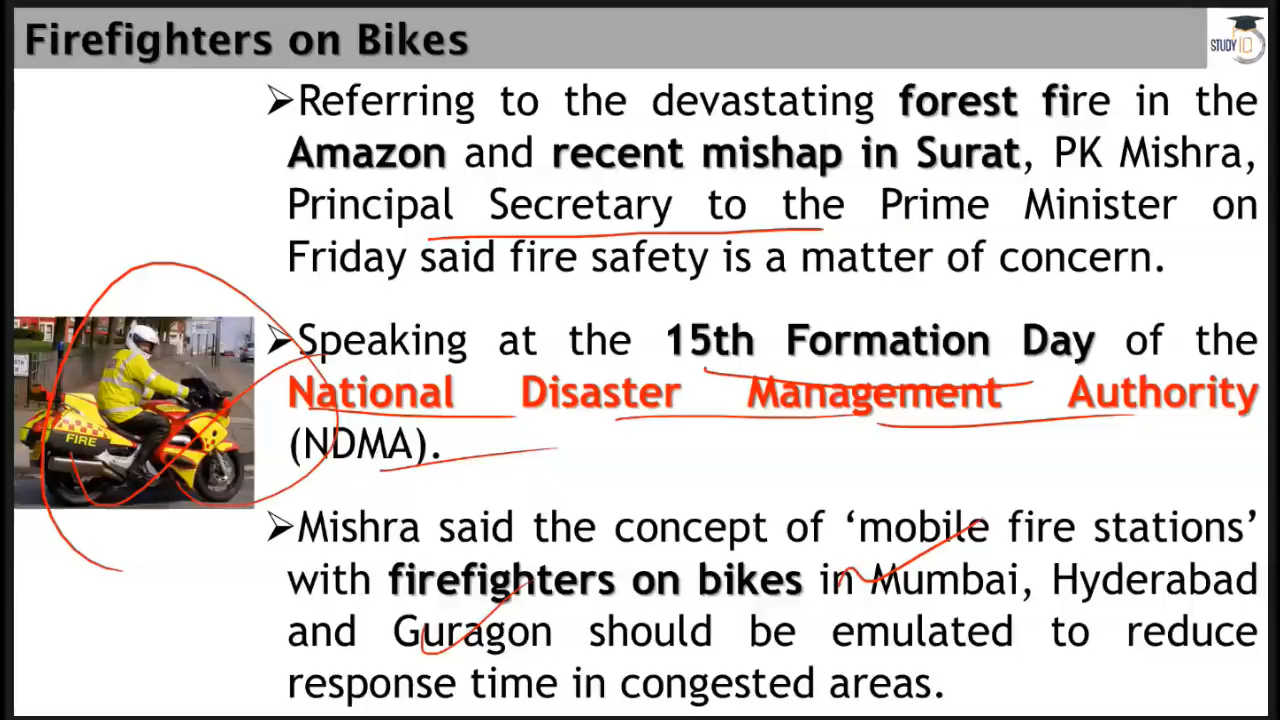 Firefighters on Bikes
STUDY IQ
➢Referring to the devastating forest fire in the
Amazon and recent mishap in Surat, PK Mishra,
Principal Secretary to the Prime Minister on
Friday said fire safety is a matter of concern.
➢Speaking at the 15th Formation Day of the
National Disaster Management Authority
(NDMA).
FIRE
➢Mishra said the concept of ‘mobile fire stations’
with firefighters on bikes in Mumbai, Hyderabad
and Guragon should be emulated to reduce
response time in congested areas.